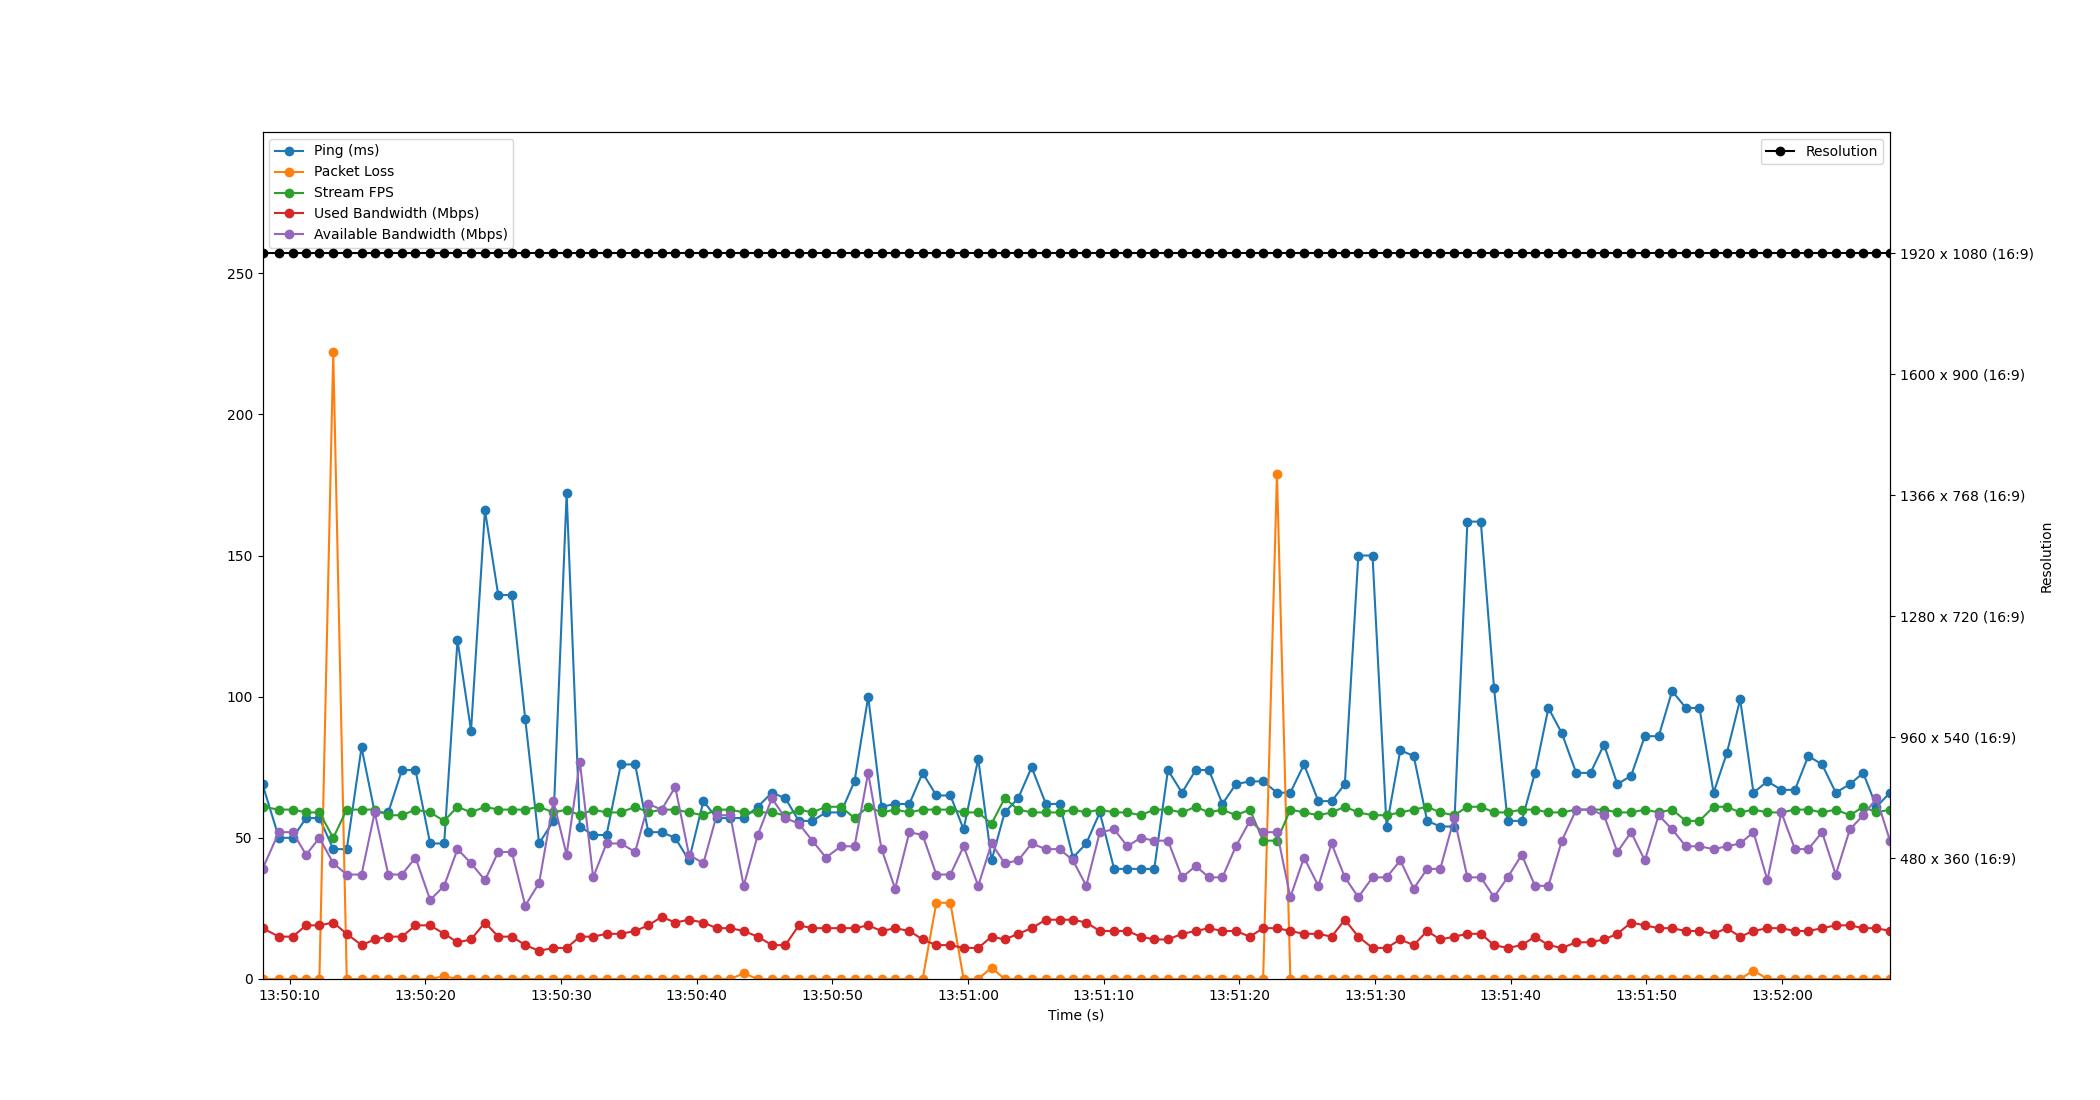 Ping (ms)
Packet Loss
Stream FPS
Used Bandwidth (Mbps)
Available Bandwidth (Mbps)
Resolution
250
200
150
100
50
0
1920 x 1080 (16:9)
1600 x 900 (16:9)
1366 x 768 (16:9)
1280 x 720 (16:9)
960 x 540 (16:9)
480 x 360 (16:9)
Resolution
13:50:10 13:50:20 13:50:30 13:50:40 13:50:50 13:51:00 13:51:10 13:51:20 13:51:30 13:51:40 13:51:50 13:52:00
Time (s)